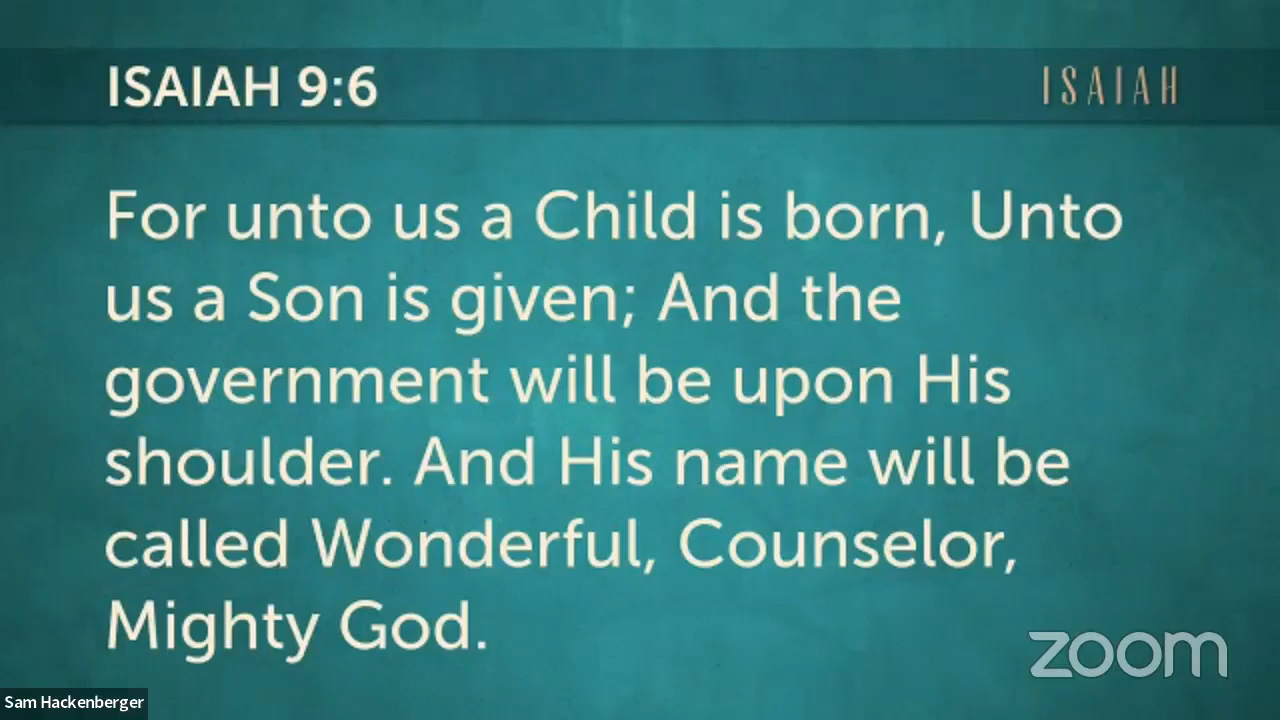 ISAIAH 9:6
ISAIAH
For unto us a Child is born, Unto
us a Son is given; And the
government will be upon His
shoulder. And His name will be
called Wonderful, Counselor,
Mighty God.
zoom
Sam Hackenberger